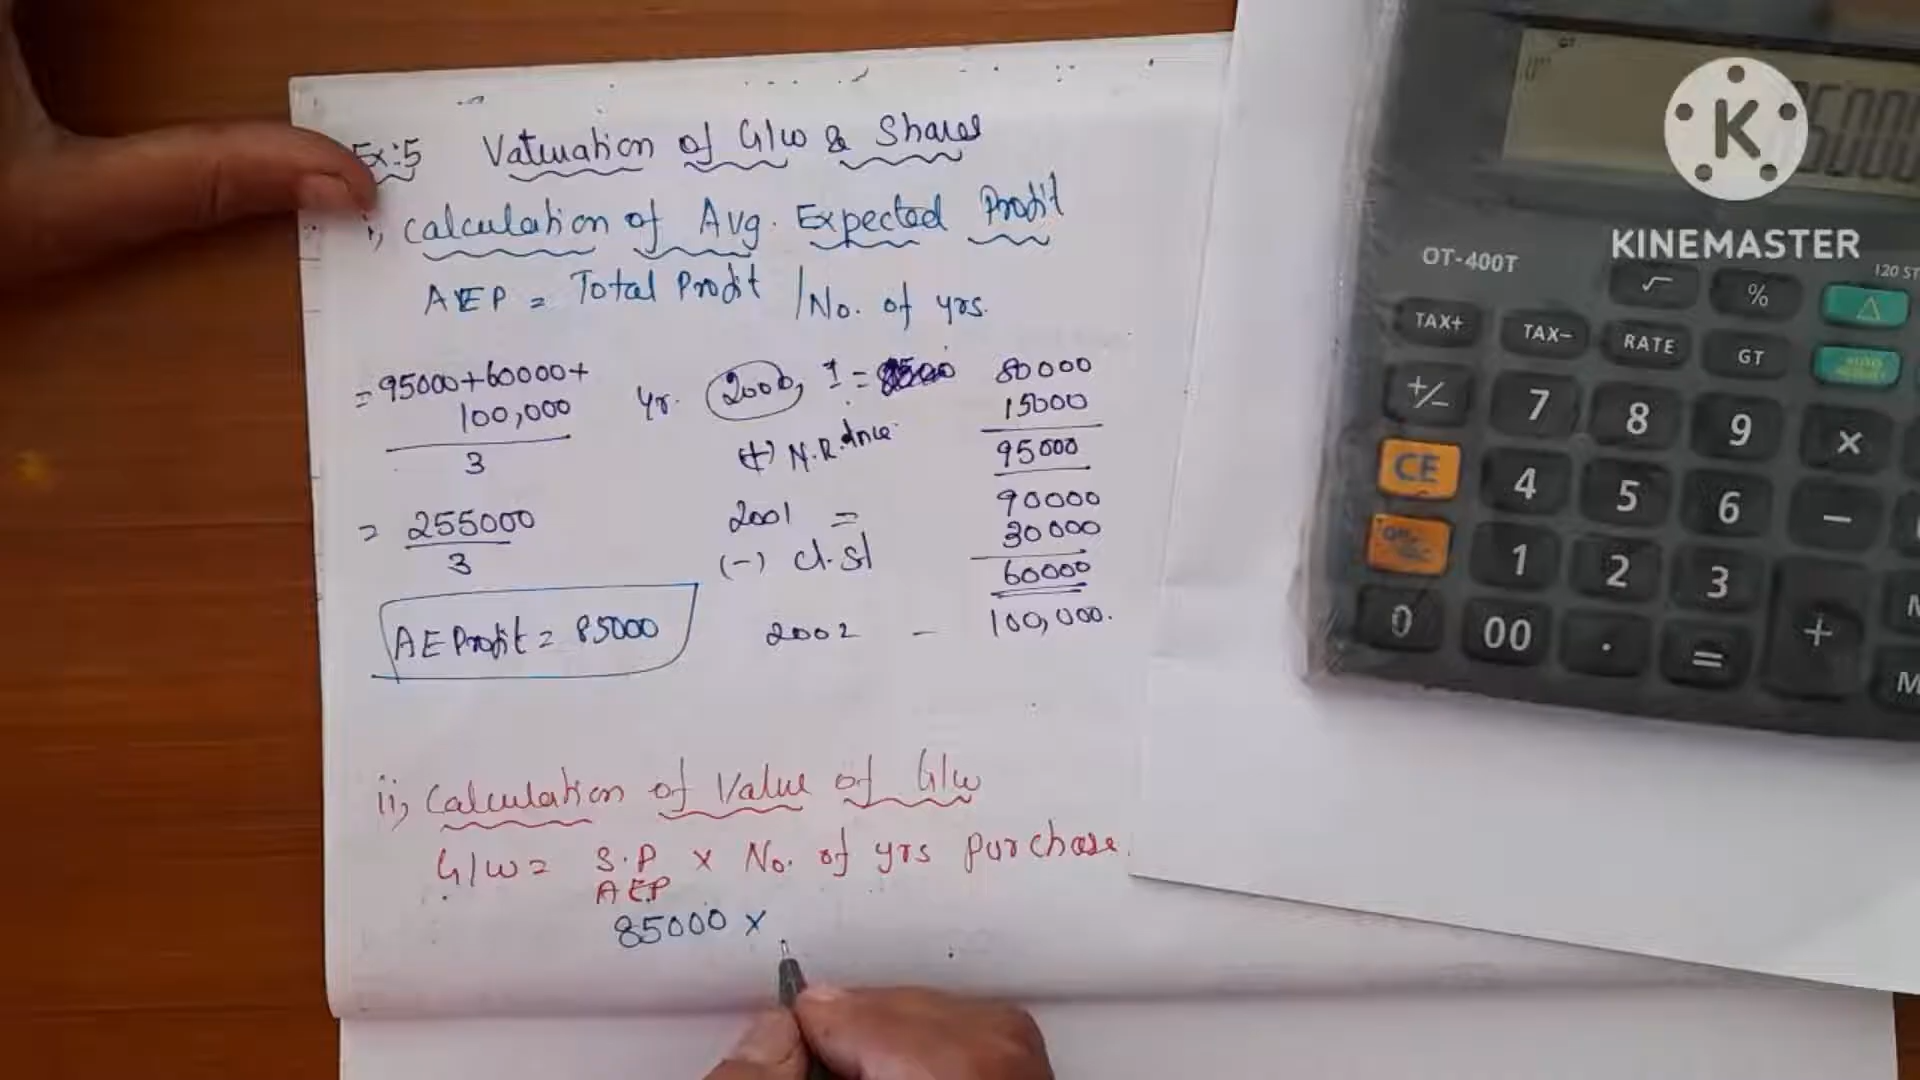 Ex:5 Valuation of G/w & Shares
i, Calculation of Avg. Expected Profit
AEP = Total Profit / No. of yrs.
= 95000+60000+
100,000
3
= 255000
3
AE Profit = 85000
Yr. 2000, 1 = 80000
(+) N.R. 15000
95000
2001 = 90000
(-) cl. st 30000
60000
2002 - 100,000.
ii, Calculation of Value of G/w
G/w = S.P x No. of yrs purchase.
AEP
85000 x
K
KINEMASTER
OT-400T
120 ST
√ %
TAX+ TAX- RATE GT
+/- 7 8 9 ×
CE 4 5 6 −
1 2 3 +
0 00 . =
M
M